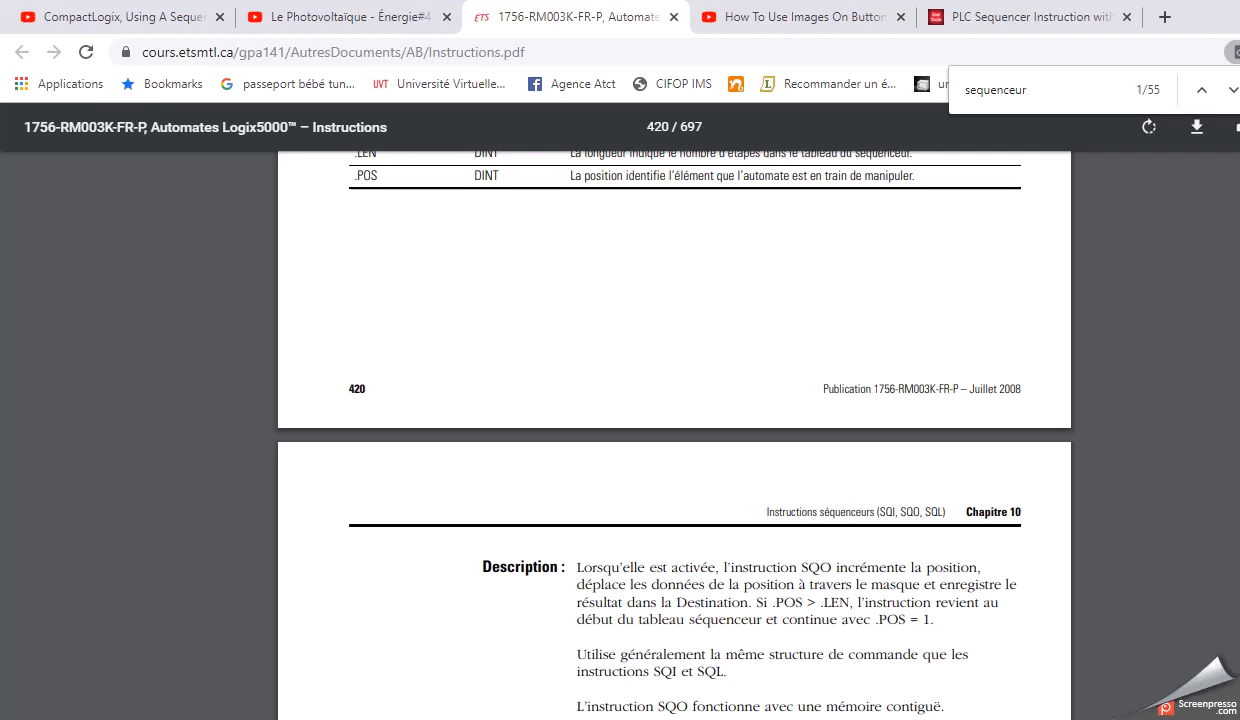 CompactLogix, Using A Sequer
Le Photovoltaïque - Énergie#4
ETS 1756-RM003K-FR-P, Automate
How To Use Images On Button
PLC Sequencer Instruction with
cours.etsmtl.ca/gpa141/AutresDocuments/AB/Instructions.pdf
Applications
Bookmarks
passeport bébé tun...
UVT Université Virtuelle...
Agence Atct
CIFOP IMS
Recommander un é...
un
sequenceur
1/55
1756-RM003K-FR-P, Automates Logix5000™ – Instructions
420 / 697
.LEN DINT La longueur indique le nombre d'étapes dans le tableau du séquenceur.
.POS DINT La position identifie l'élément que l'automate est en train de manipuler.
420 Publication 1756-RM003K-FR-P – Juillet 2008
Instructions séquenceurs (SQI, SQO, SQL) Chapitre 10
Description : Lorsqu'elle est activée, l'instruction SQO incrémente la position,
déplace les données de la position à travers le masque et enregistre le
résultat dans la Destination. Si .POS > .LEN, l'instruction revient au
début du tableau séquenceur et continue avec .POS = 1.
Utilise généralement la même structure de commande que les
instructions SQI et SQL.
L'instruction SQO fonctionne avec une mémoire contiguë.
Screenpresso
.com